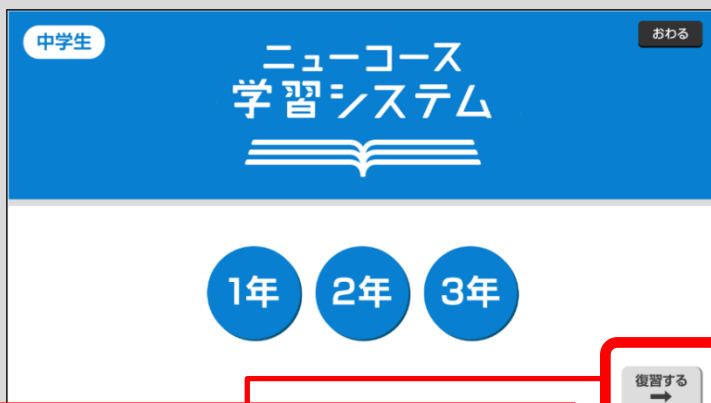 中学生
おわる
ニューコース
学習システム
1年
2年
3年
復習する